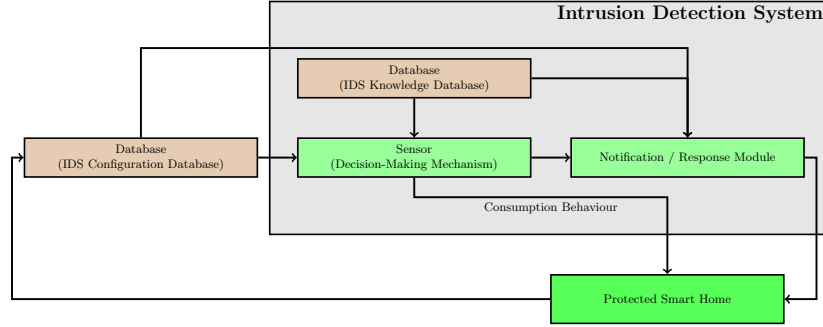 Intrusion Detection System
Database
(IDS Knowledge Database)
Database
(IDS Configuration Database)
Sensor
(Decision-Making Mechanism)
Notification / Response Module
Consumption Behaviour
Protected Smart Home